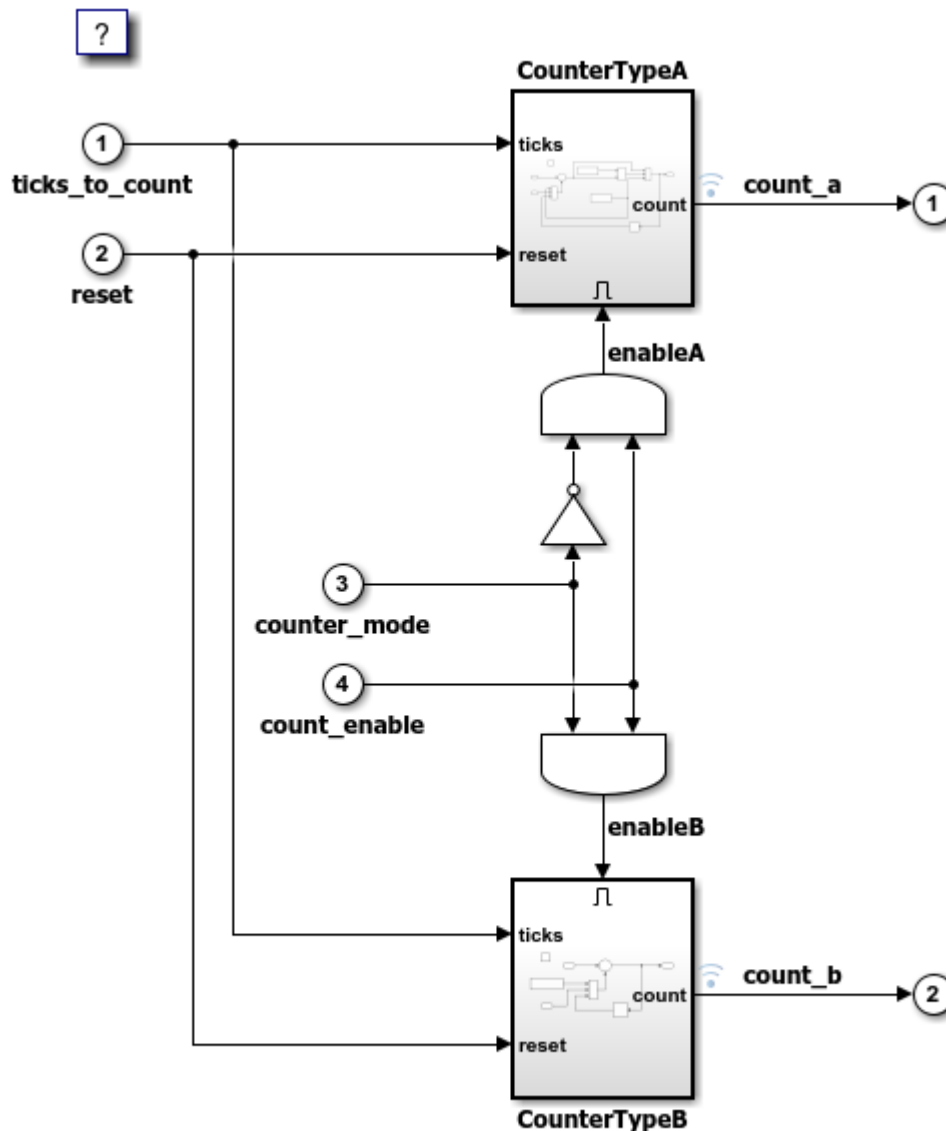 ?
CounterTypeA
1
ticks
ticks_to_count
count_a
count
1
2
reset
reset
enableA
3
counter_mode
4
count_enable
enableB
ticks
count_b
count
2
reset
CounterTypeB